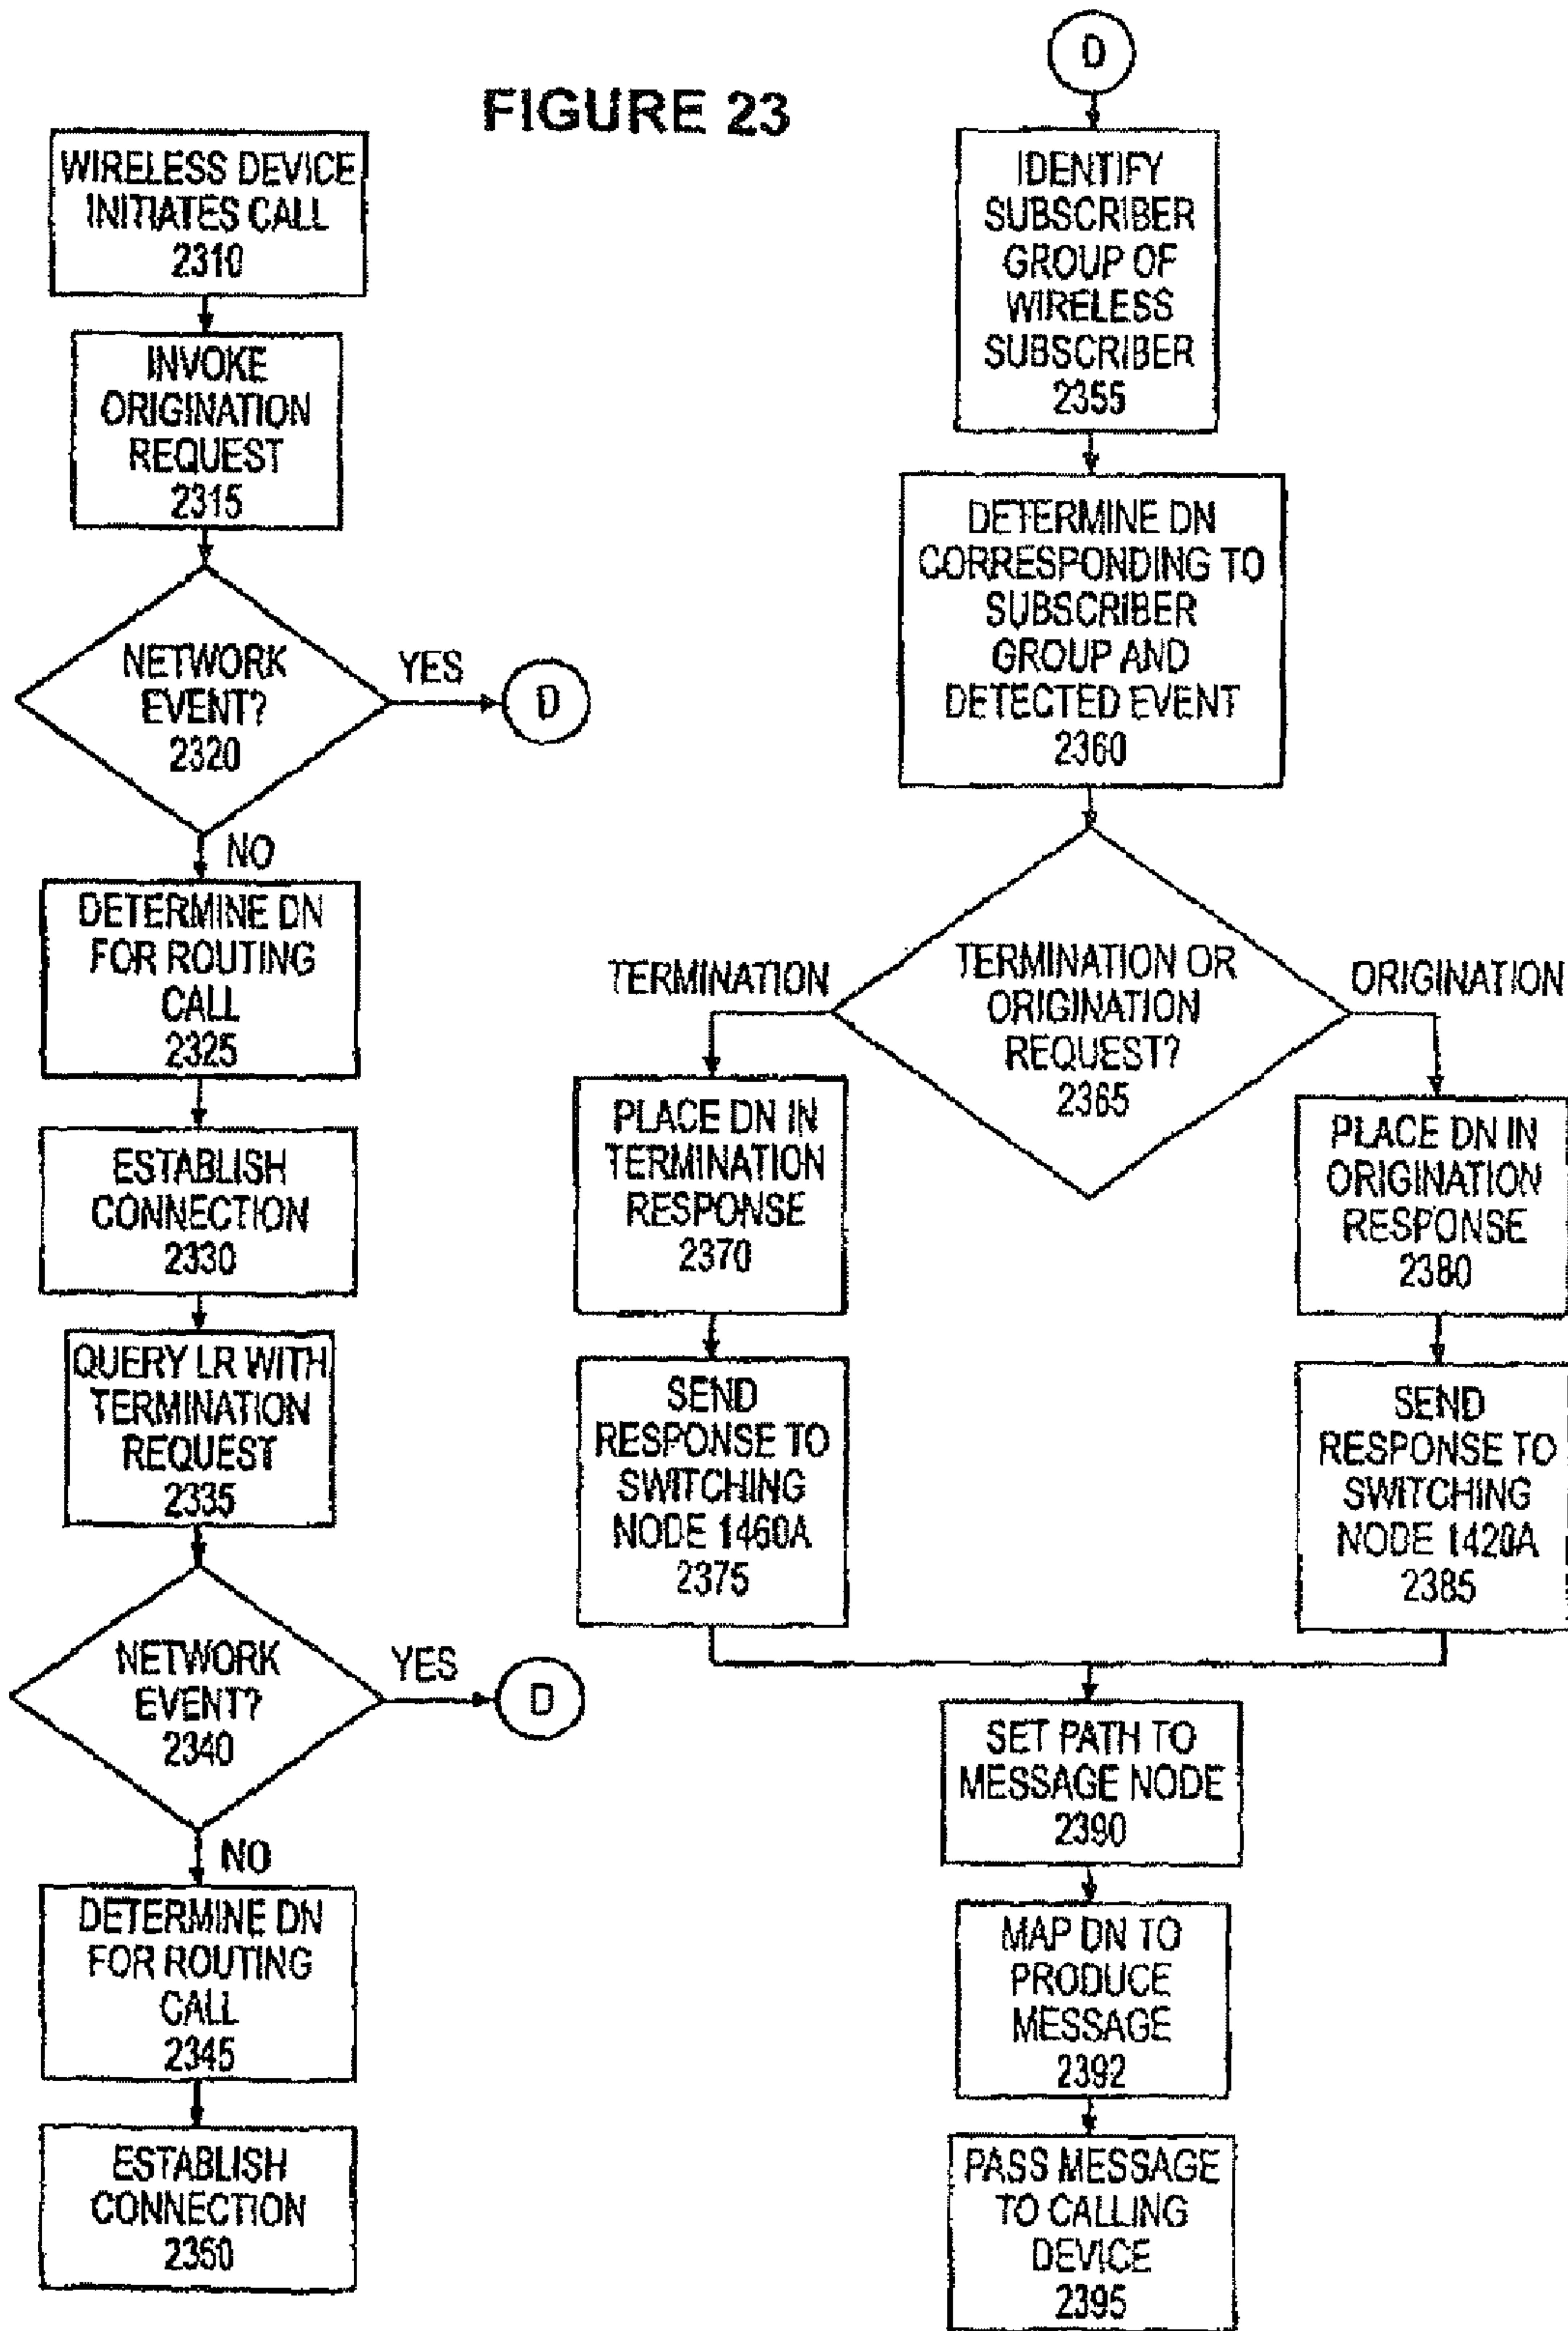 FIGURE 23
WIRELESS DEVICE
INITIATES CALL
2310
INVOKE
ORIGINATION
REQUEST
2315
NETWORK
EVENT?
2320
YES
D
NO
DETERMINE DN
FOR ROUTING
CALL
2325
ESTABLISH
CONNECTION
2330
QUERY LR WITH
TERMINATION
REQUEST
2335
NETWORK
EVENT?
2340
YES
D
NO
DETERMINE DN
FOR ROUTING
CALL
2345
ESTABLISH
CONNECTION
2350
D
IDENTIFY
SUBSCRIBER
GROUP OF
WIRELESS
SUBSCRIBER
2355
DETERMINE DN
CORRESPONDING TO
SUBSCRIBER
GROUP AND
DETECTED EVENT
2360
TERMINATION OR
ORIGINATION
REQUEST?
2365
TERMINATION
ORIGINATION
PLACE DN IN
TERMINATION
RESPONSE
2370
SEND
RESPONSE TO
SWITCHING
NODE 1460A
2375
PLACE DN IN
ORIGINATION
RESPONSE
2380
SEND
RESPONSE TO
SWITCHING
NODE 1420A
2385
SET PATH TO
MESSAGE NODE
2390
MAP DN TO
PRODUCE
MESSAGE
2392
PASS MESSAGE
TO CALLING
DEVICE
2395